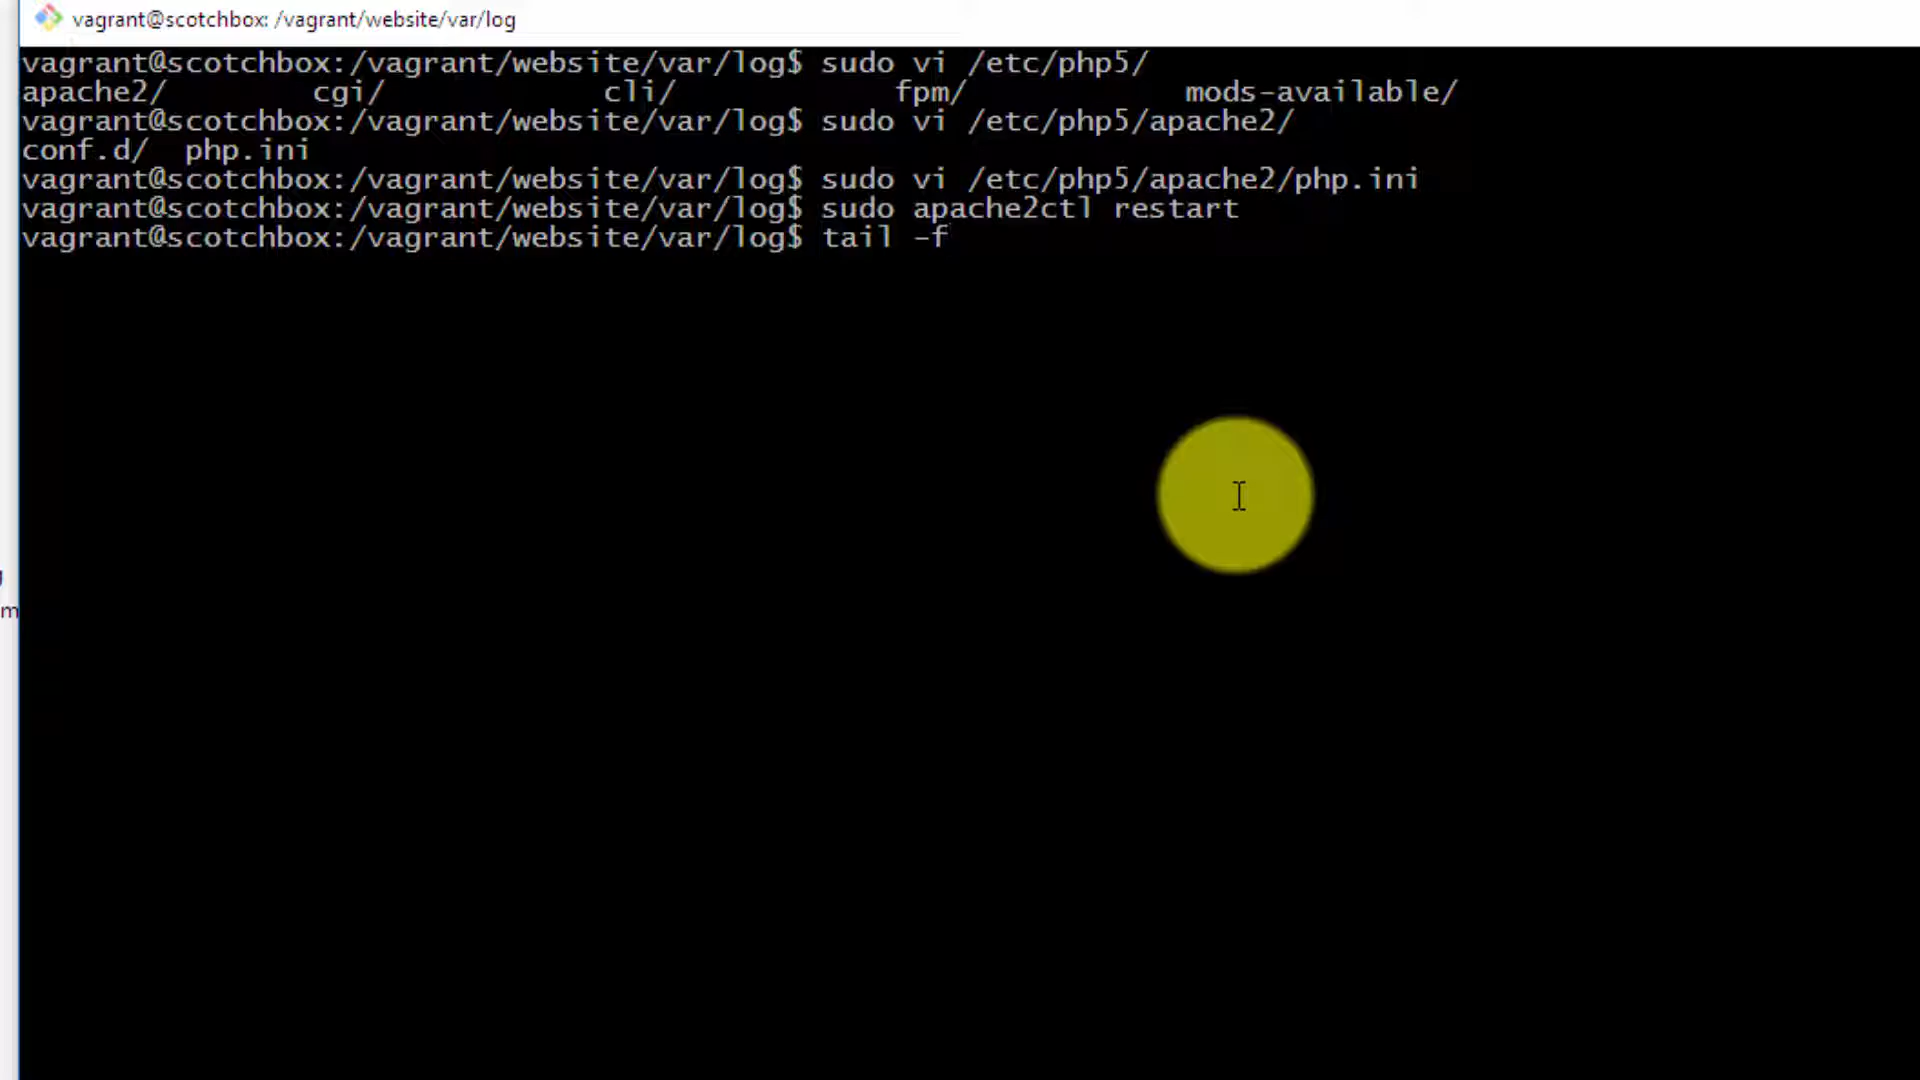 vagrant@scotchbox: /vagrant/website/var/log
vagrant@scotchbox:/vagrant/website/var/log$ sudo vi /etc/php5/
apache2/ cgi/ cli/ fpm/ mods-available/
vagrant@scotchbox:/vagrant/website/var/log$ sudo vi /etc/php5/apache2/
conf.d/ php.ini
vagrant@scotchbox:/vagrant/website/var/log$ sudo vi /etc/php5/apache2/php.ini
vagrant@scotchbox:/vagrant/website/var/log$ sudo apache2ctl restart
vagrant@scotchbox:/vagrant/website/var/log$ tail -f